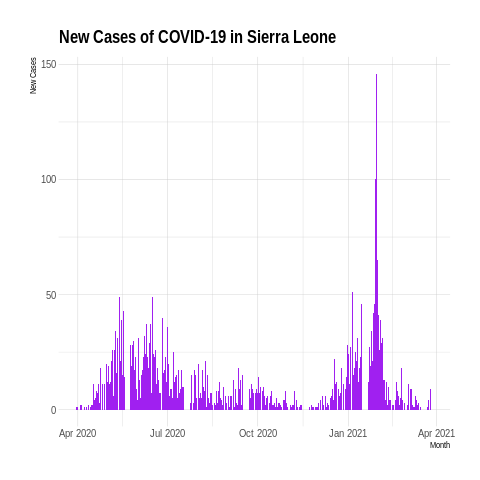 New Cases of COVID-19 in Sierra Leone
New Cases
150
100
50
0
Apr 2020 Jul 2020 Oct 2020 Jan 2021 Apr 2021
Month